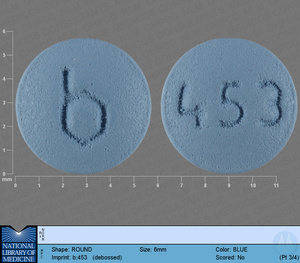 b
453
6
5
4
3
2
1
0
mm
0 1 2 3 4 5 6 7 8 9 10 11
NATIONAL
LIBRARY OF
MEDICINE
Shape: ROUND Size: 6mm Color: BLUE
Imprint: b;453 (debossed) Scored: No (Pt 3/4)